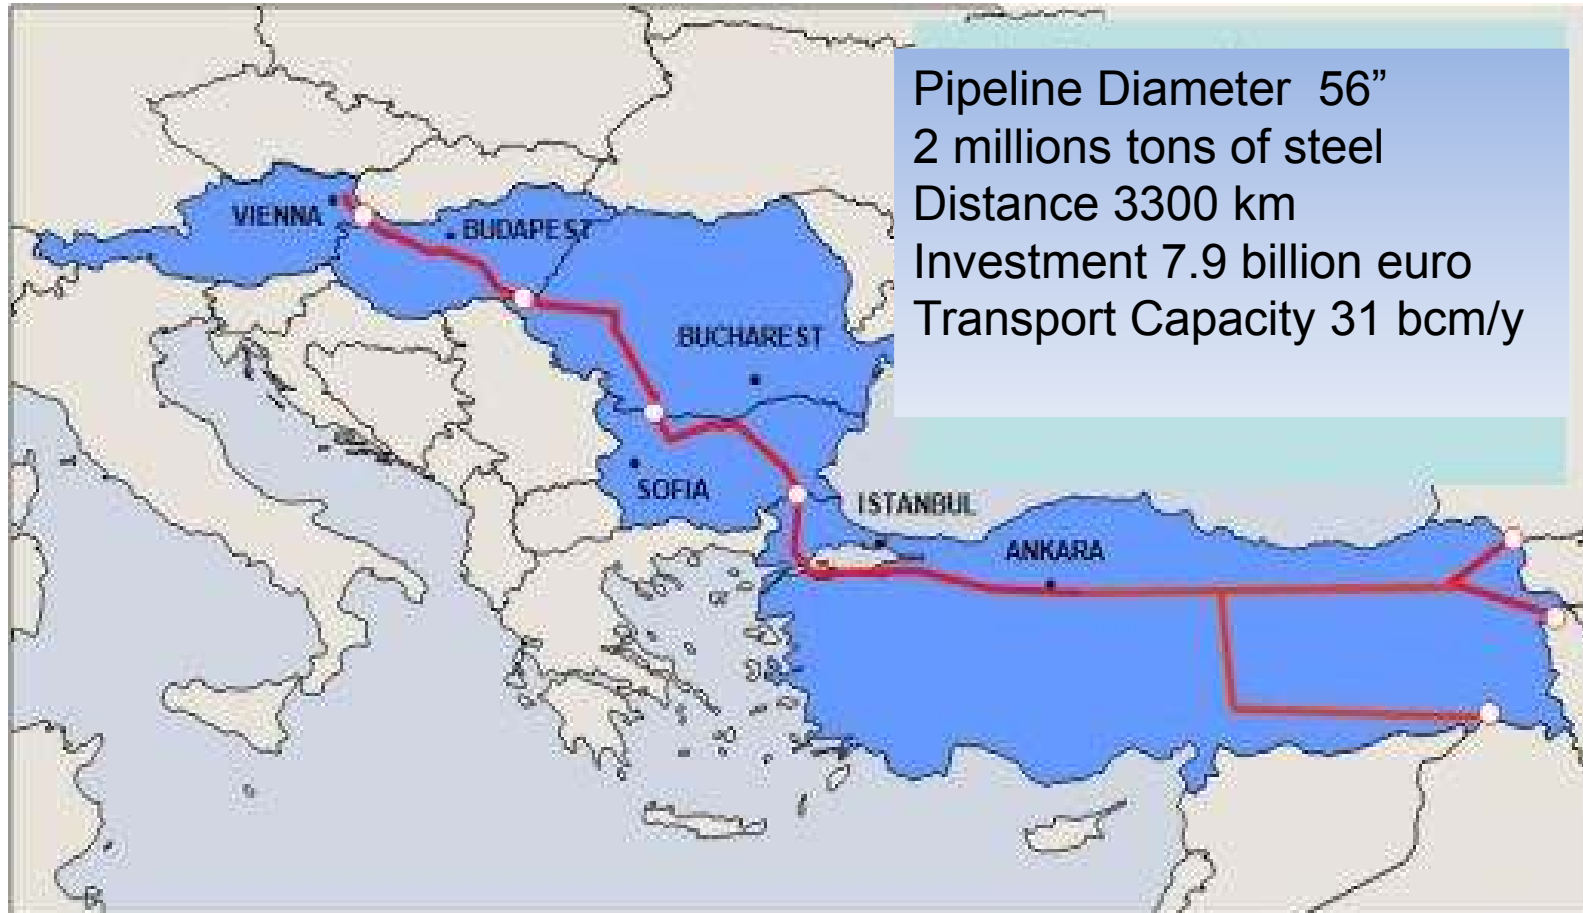 Pipeline Diameter 56”
2 millions tons of steel
Distance 3300 km
Investment 7.9 billion euro
Transport Capacity 31 bcm/y
VIENNA
BUDAPEST
BUCHAREST
SOFIA
ISTANBUL
ANKARA